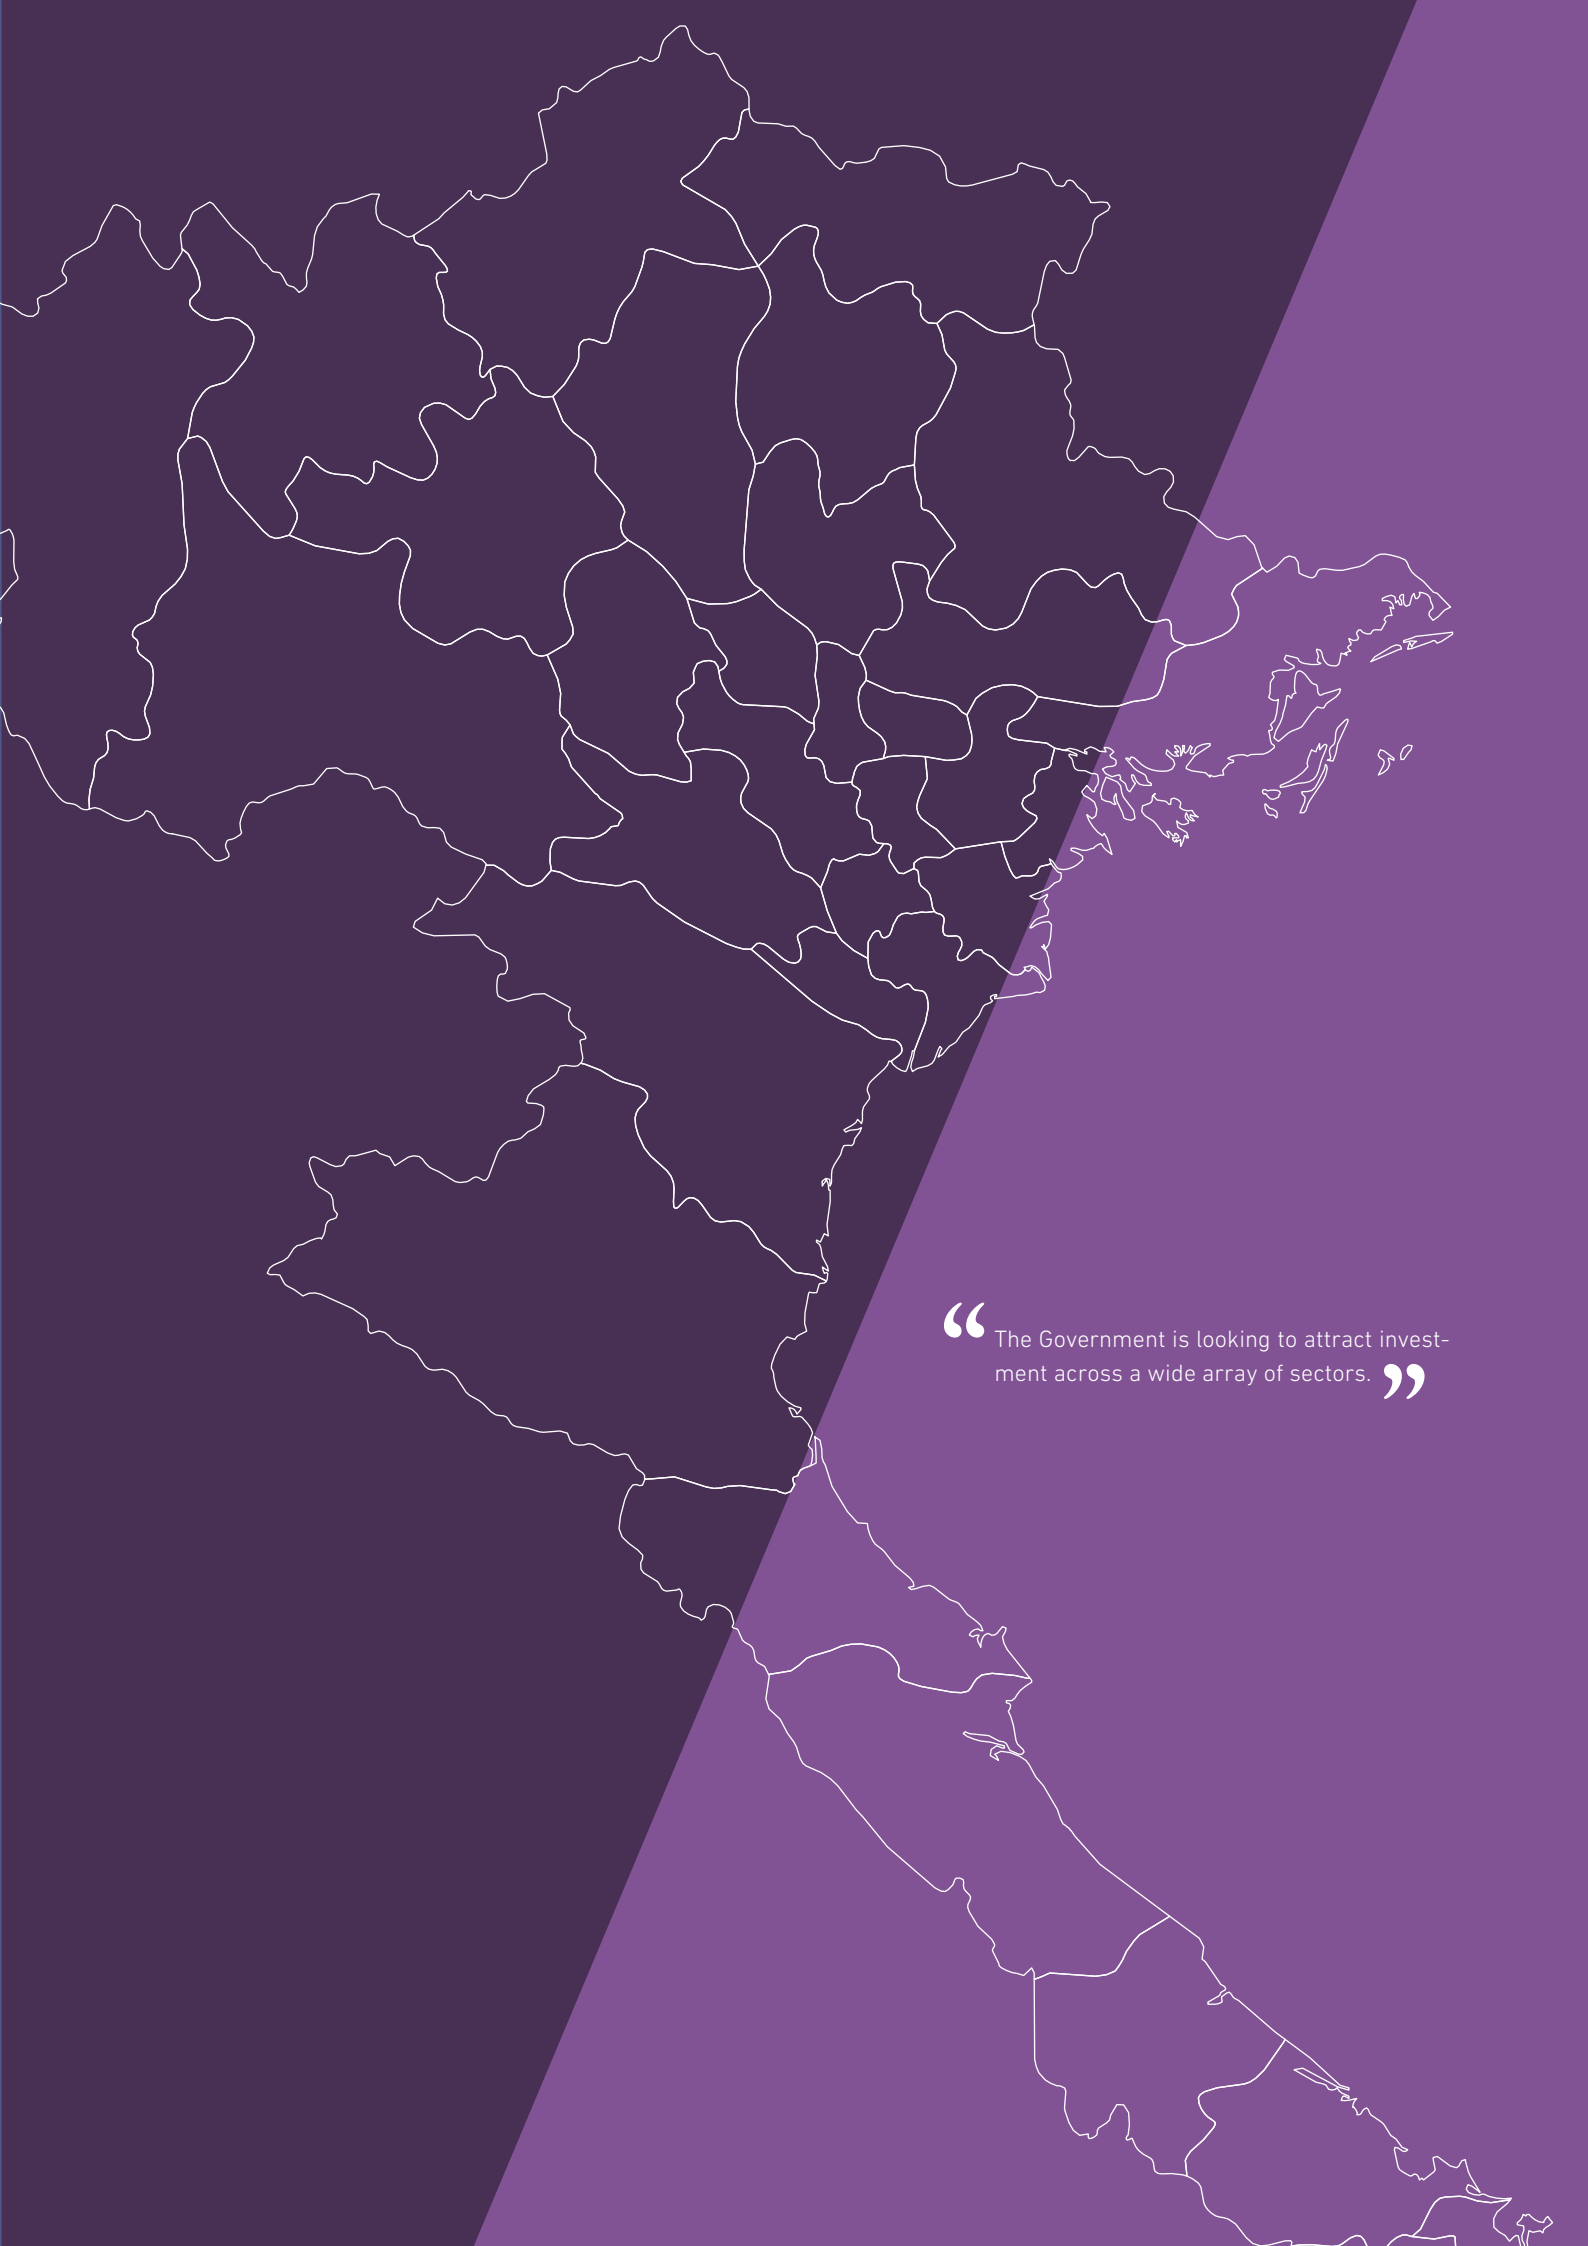 “The Government is looking to attract invest-
ment across a wide array of sectors.”